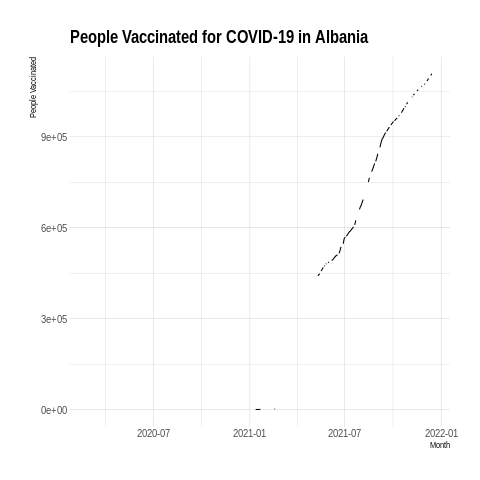 People Vaccinated for COVID-19 in Albania
People Vaccinated
9e+05
6e+05
3e+05
0e+00
2020-07
2021-01
2021-07
2022-01
Month